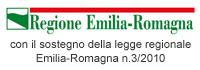 Regione Emilia-Romagna
con il sostegno della legge regionale
Emilia-Romagna n.3/2010